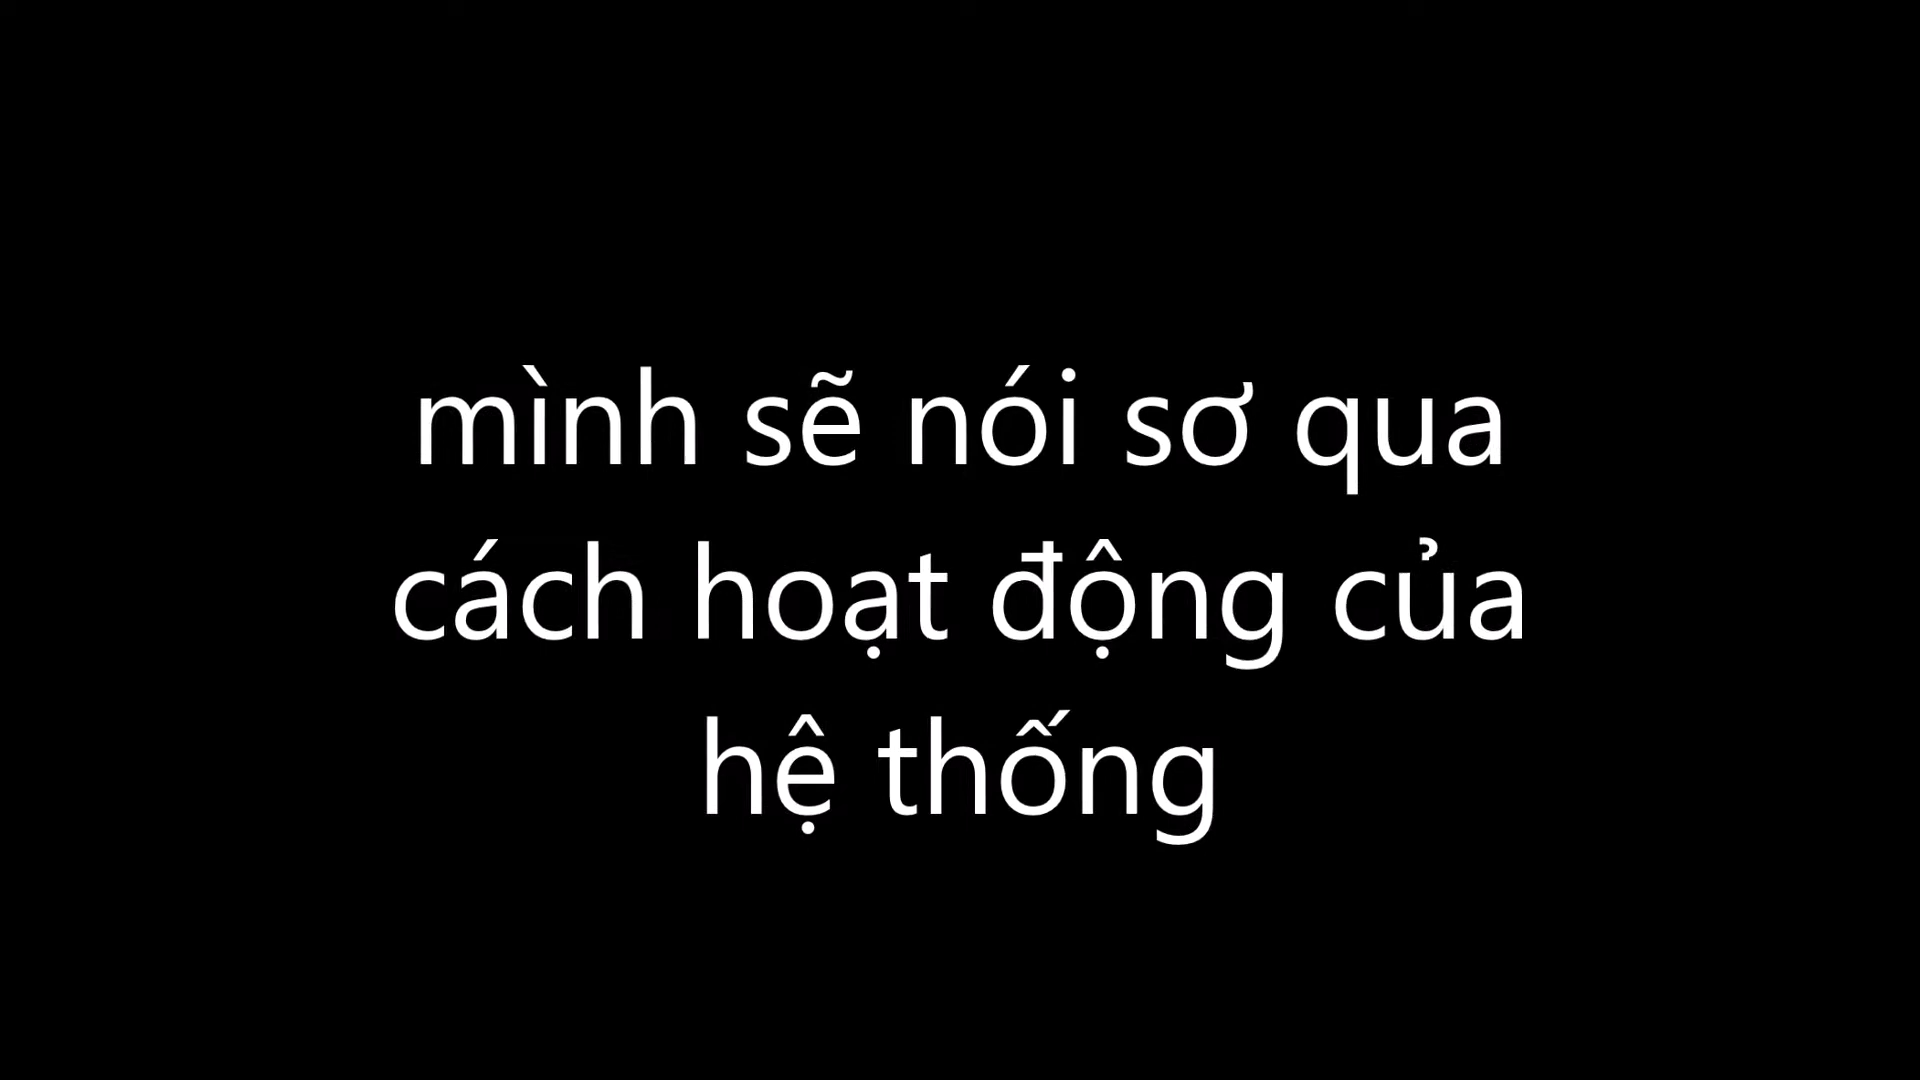 mình sẽ nói sơ qua
cách hoạt động của
hệ thống